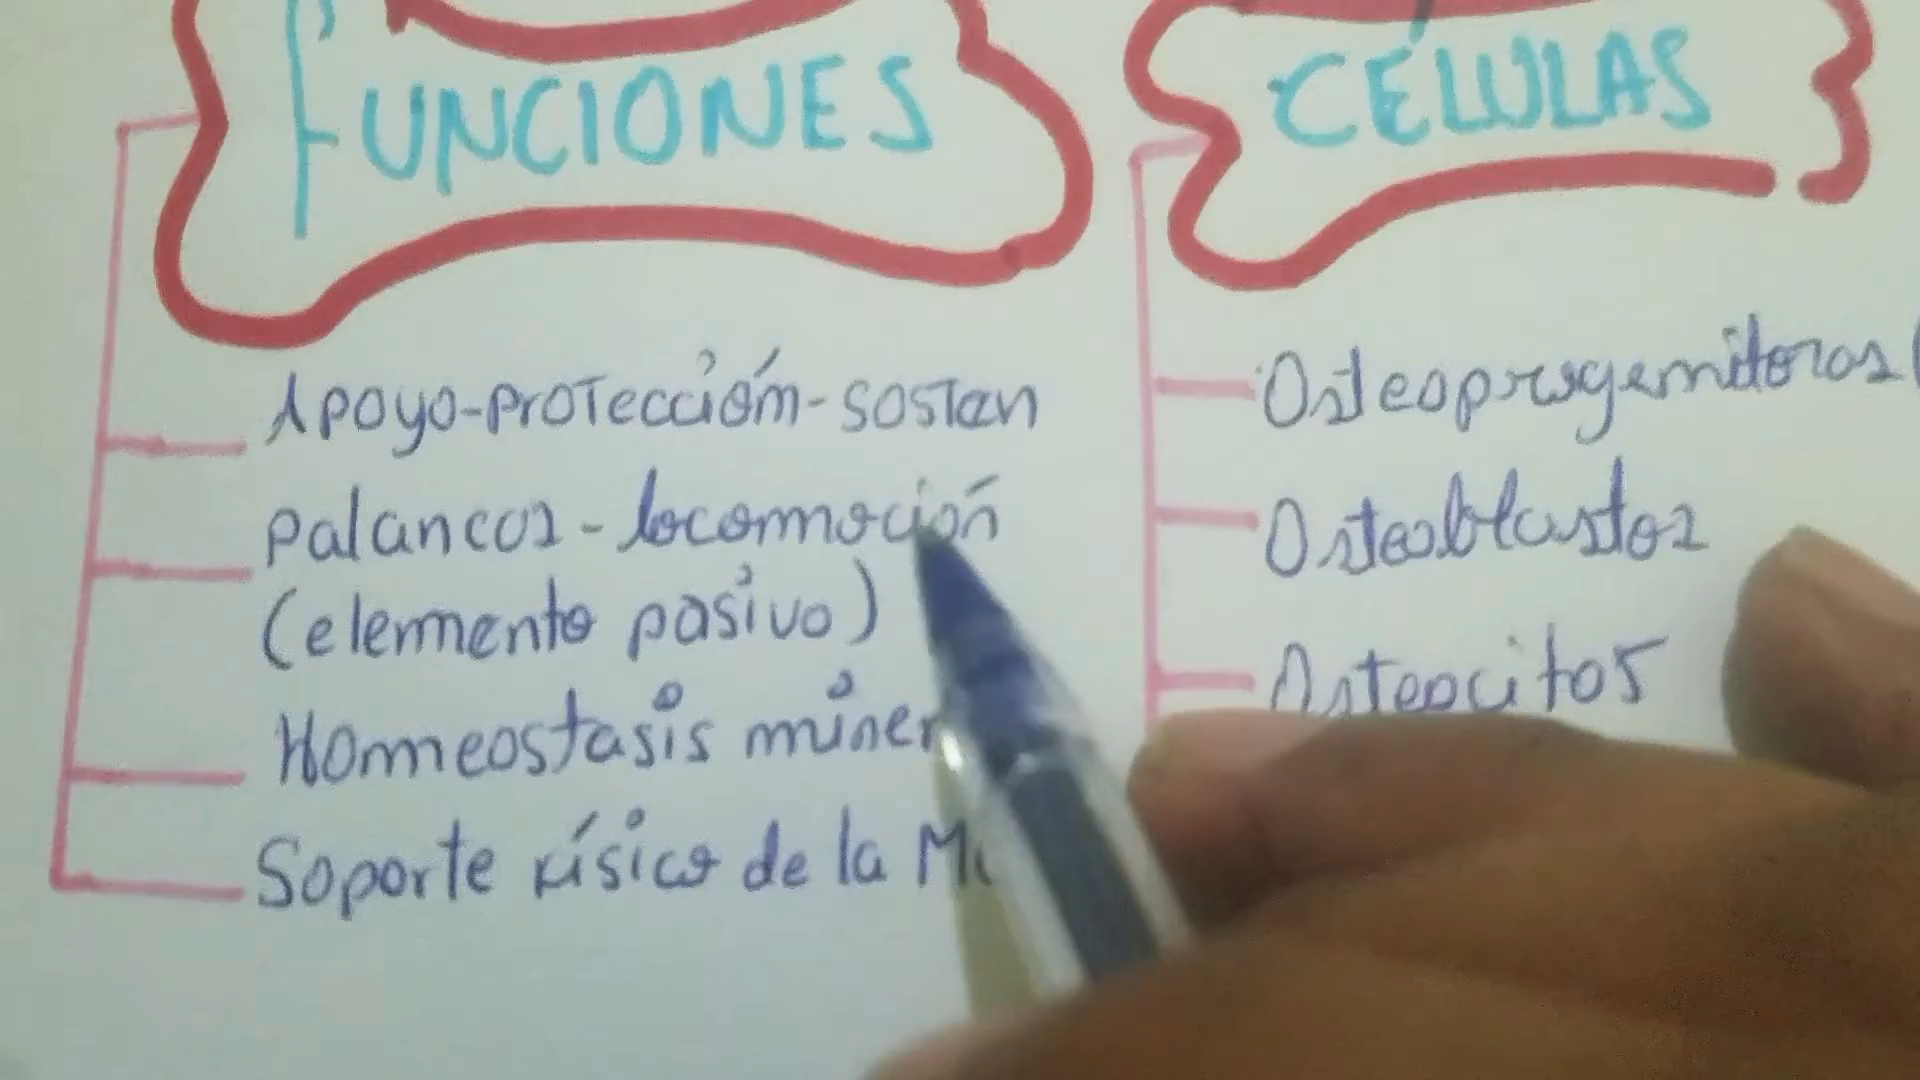 FUNCIONES
Apoyo-protección-sostén
palancas-locomoción
(elemento pasivo)
Homeostasis
Soporte físico de la
CÉLULAS
Osteoprogenitoras (
Osteoblastos
Osteocitos